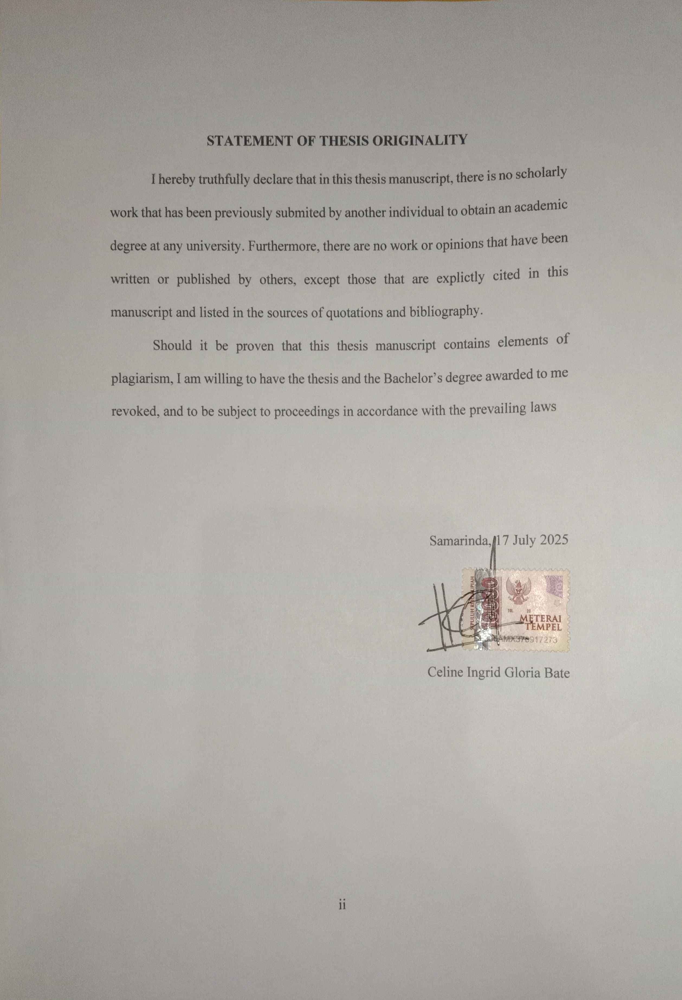 STATEMENT OF THESIS ORIGINALITY
I hereby truthfully declare that in this thesis manuscript, there is no scholarly
work that has been previously submited by another individual to obtain an academic
degree at any university. Furthermore, there are no work or opinions that have been
written or published by others, except those that are explictly cited in this
manuscript and listed in the sources of quotations and bibliography.
Should it be proven that this thesis manuscript contains elements of
plagiarism, I am willing to have the thesis and the Bachelor’s degree awarded to me
revoked, and to be subject to proceedings in accordance with the prevailing laws
Samarinda, 17 July 2025
SEPULUH RIBU RUPIAH
10000
TGL. 20
METERAI
TEMPEL
AMX378917273
Celine Ingrid Gloria Bate
ii